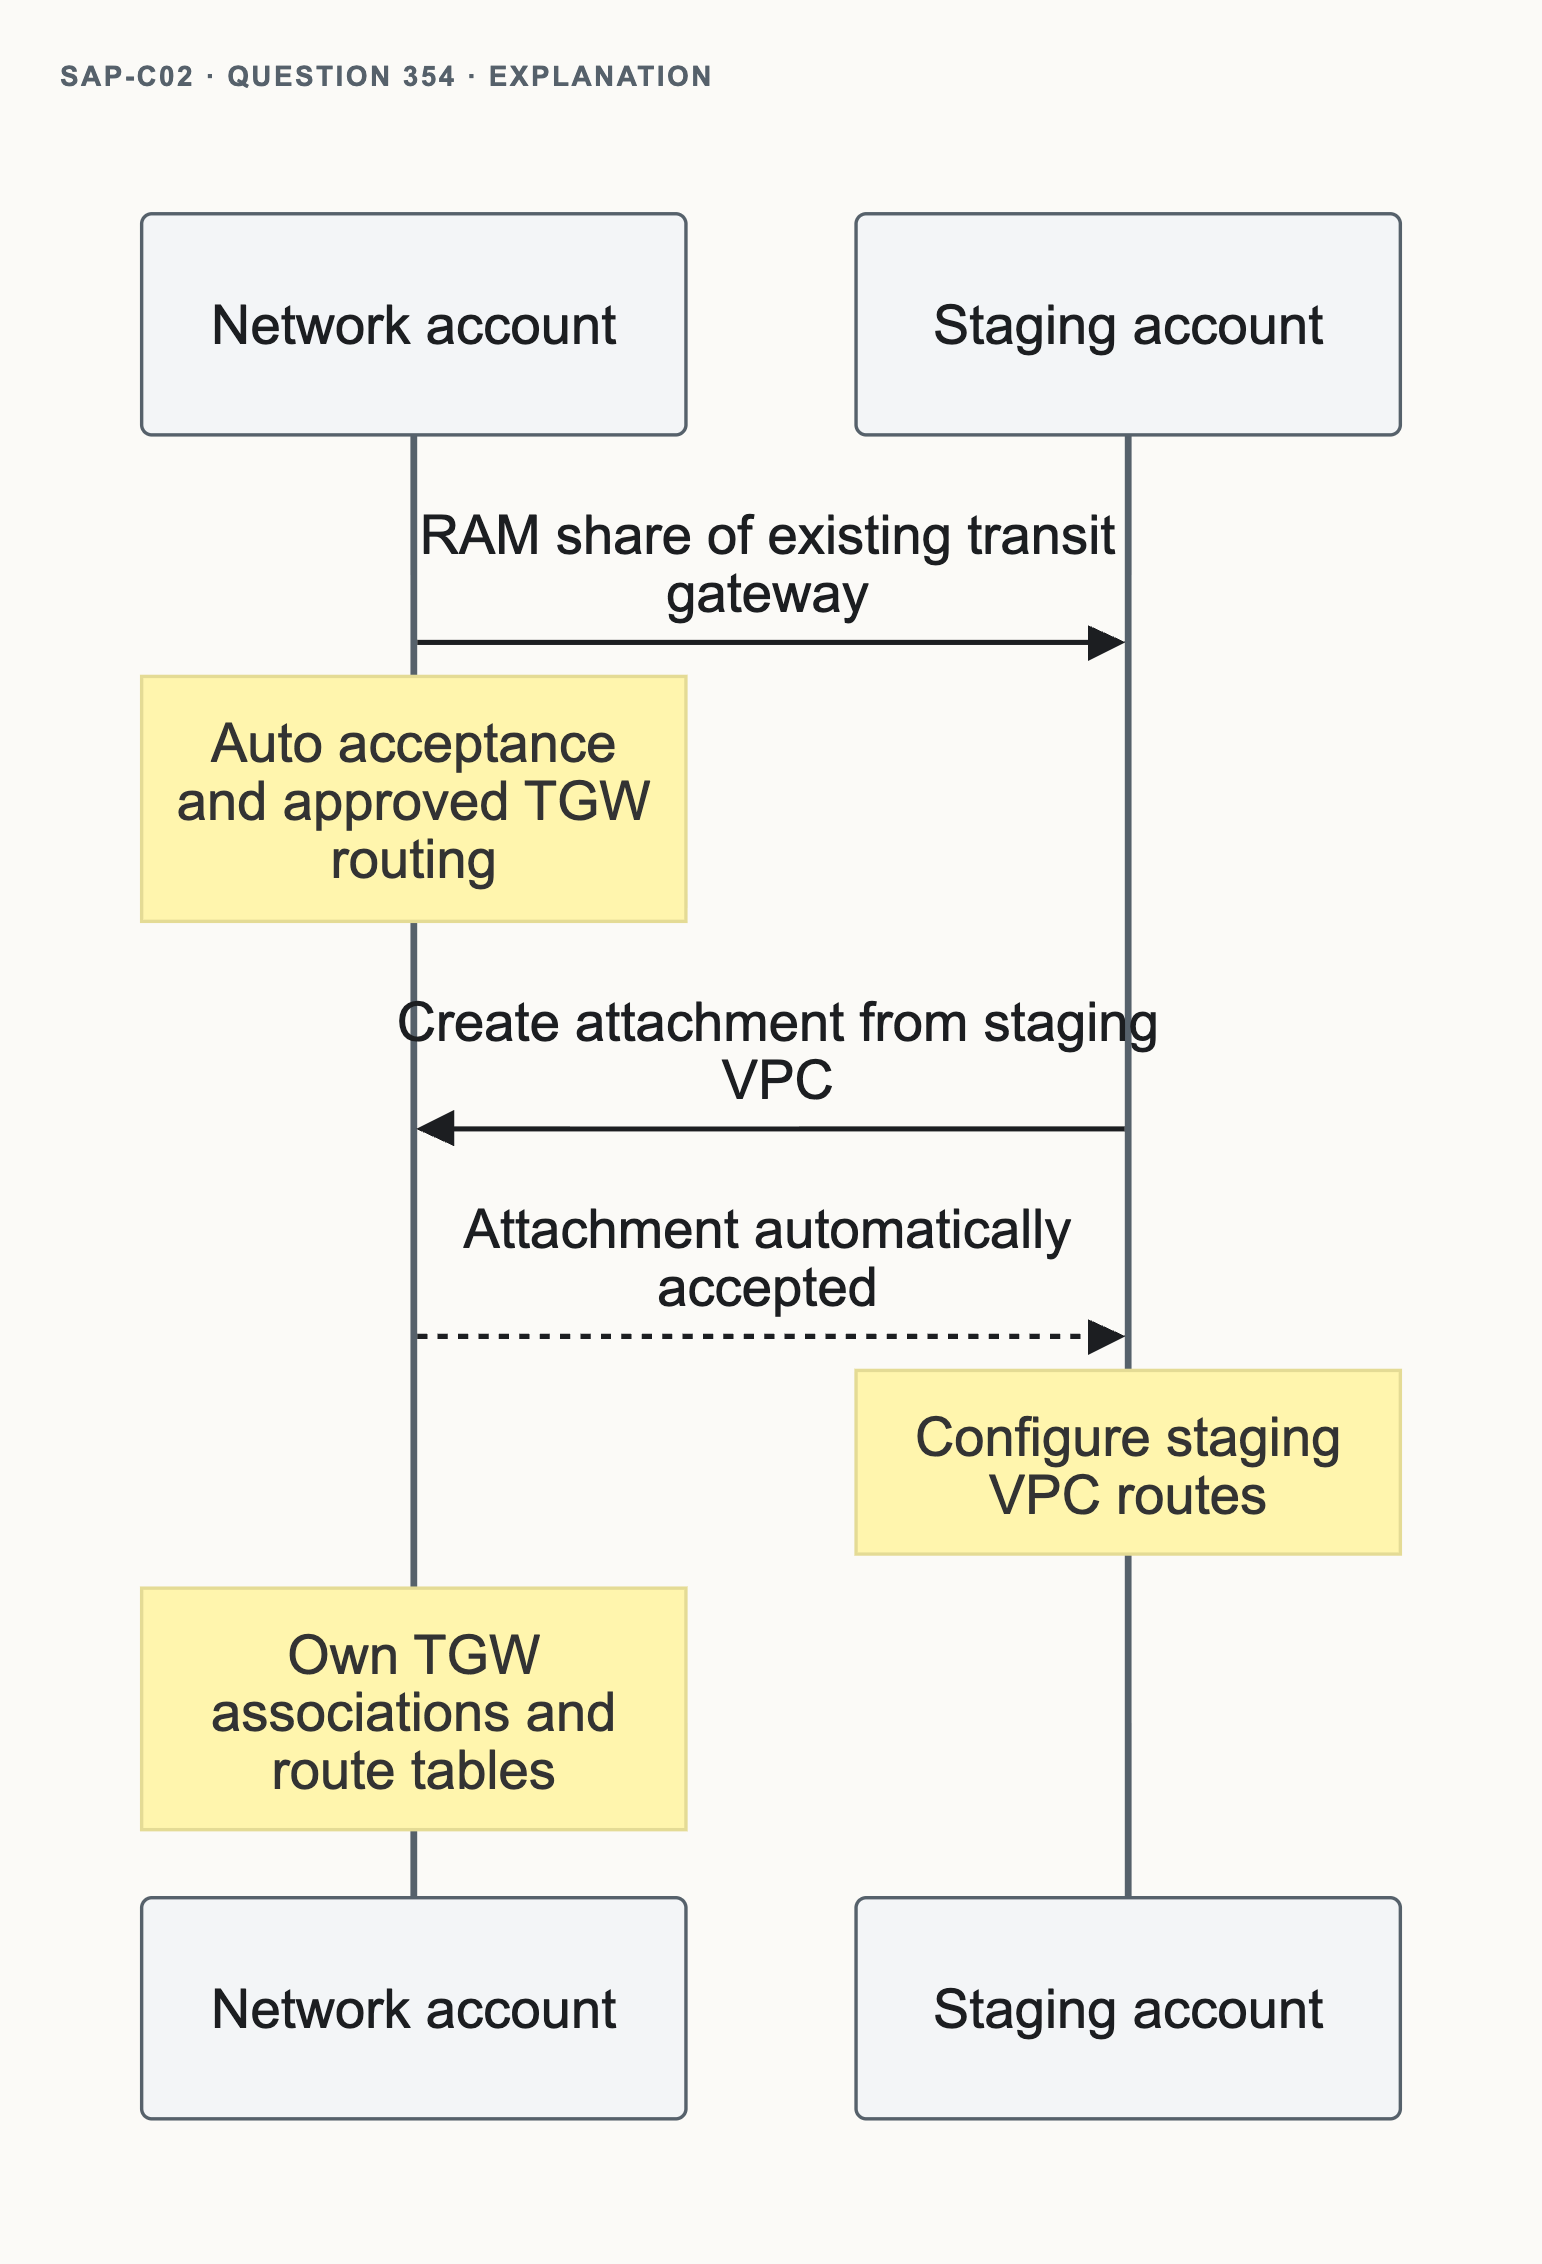 SAP-C02 · QUESTION 354 · EXPLANATION
Network account
Staging account
RAM share of existing transit
gateway
Auto acceptance
and approved TGW
routing
Create attachment from staging
VPC
Attachment automatically
accepted
Configure staging
VPC routes
Own TGW
associations and
route tables
Network account
Staging account